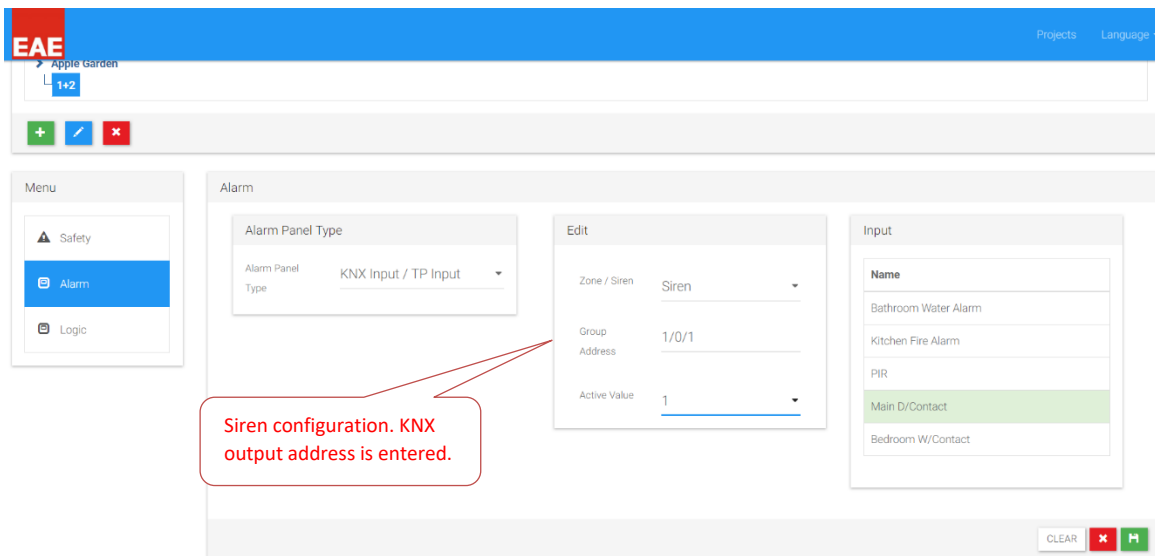 EAE
Projects Language
Apple Garden
1+2
Menu
Safety
Alarm
Logic
Alarm
Alarm Panel Type
Alarm Panel
Type
KNX Input / TP Input
Siren configuration. KNX
output address is entered.
Edit
Zone / Siren
Siren
Group
Address
1/0/1
Active Value
1
Input
Name
Bathroom Water Alarm
Kitchen Fire Alarm
PIR
Main D/Contact
Bedroom W/Contact
CLEAR